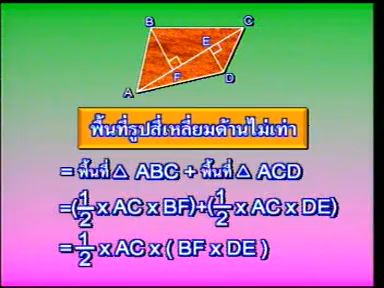 B C
E
F D
A
พื้นที่รูปสี่เหลี่ยมด้านไม่เท่า
= พื้นที่ △ ABC + พื้นที่ △ ACD
=(1/2 x AC x BF)+(1/2 x AC x DE)
= 1/2 x AC x ( BF x DE )